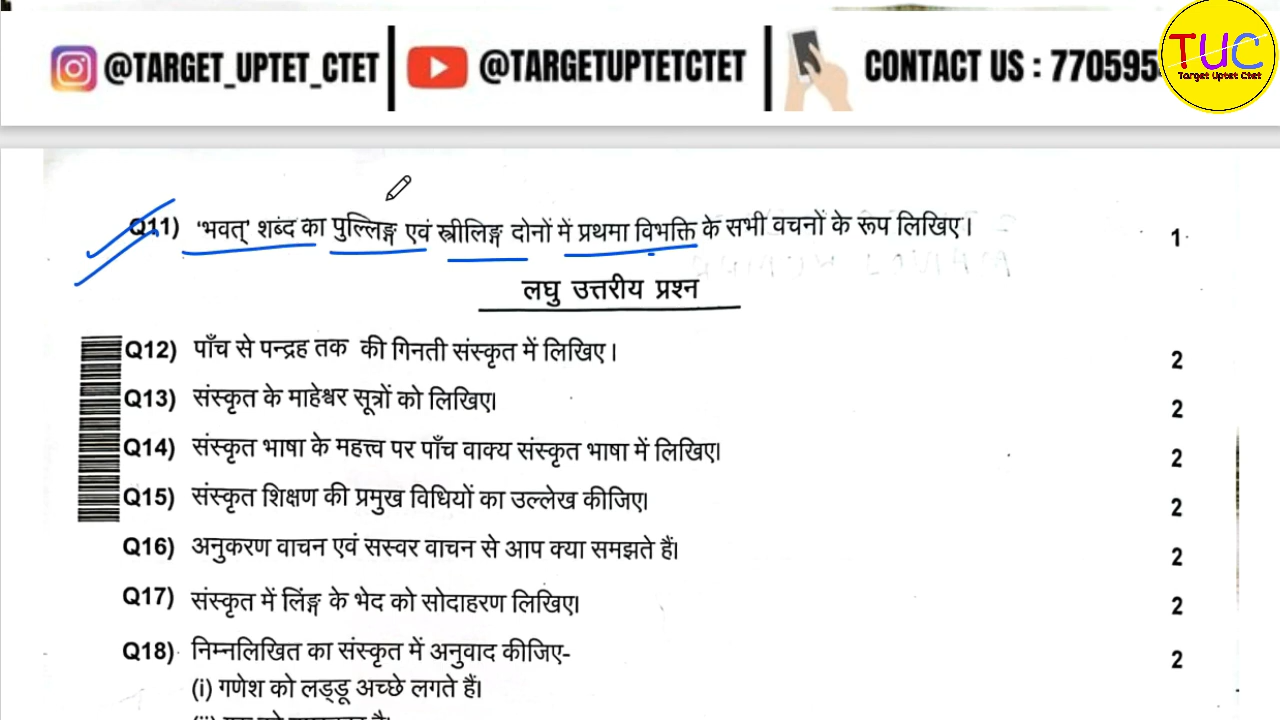 @TARGET_UPTET_CTET
@TARGETUPTETCTET
CONTACT US : 770595
TUC
Target Uptet Ctet
Q11) 'भवत्' शब्द का पुल्लिङ्ग एवं स्त्रीलिङ्ग दोनों में प्रथमा विभक्ति के सभी वचनों के रूप लिखिए। 1
लघु उत्तरीय प्रश्न
Q12) पाँच से पन्द्रह तक की गिनती संस्कृत में लिखिए। 2
Q13) संस्कृत के माहेश्वर सूत्रों को लिखिए। 2
Q14) संस्कृत भाषा के महत्त्व पर पाँच वाक्य संस्कृत भाषा में लिखिए। 2
Q15) संस्कृत शिक्षण की प्रमुख विधियों का उल्लेख कीजिए। 2
Q16) अनुकरण वाचन एवं सस्वर वाचन से आप क्या समझते हैं। 2
Q17) संस्कृत में लिंङ्ग के भेद को सोदाहरण लिखिए। 2
Q18) निम्नलिखित का संस्कृत में अनुवाद कीजिए- 2
(i) गणेश को लड्डू अच्छे लगते हैं।